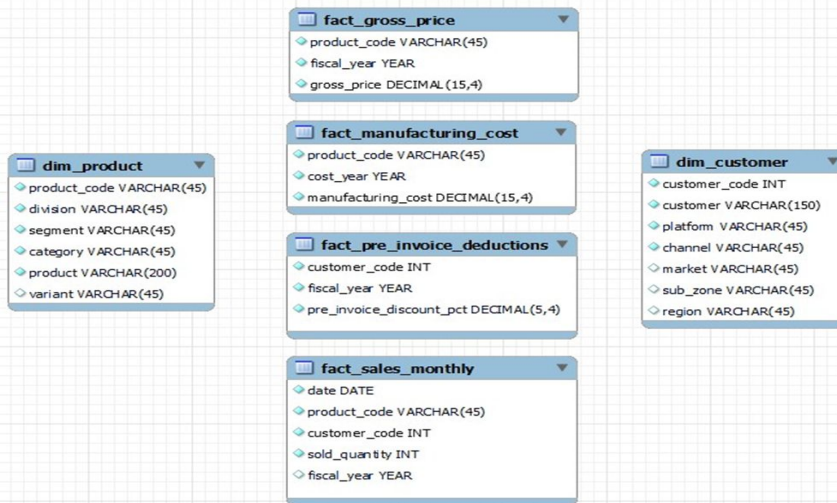 fact_gross_price
product_code VARCHAR(45)
fiscal_year YEAR
gross_price DECIMAL(15,4)
fact_manufacturing_cost
product_code VARCHAR(45)
cost_year YEAR
manufacturing_cost DECIMAL(15,4)
dim_product
product_code VARCHAR(45)
division VARCHAR(45)
segment VARCHAR(45)
category VARCHAR(45)
product VARCHAR(200)
variant VARCHAR(45)
dim_customer
customer_code INT
customer VARCHAR(150)
platform VARCHAR(45)
channel VARCHAR(45)
market VARCHAR(45)
sub_zone VARCHAR(45)
region VARCHAR(45)
fact_pre_invoice_deductions
customer_code INT
fiscal_year YEAR
pre_invoice_discount_pct DECIMAL(5,4)
fact_sales_monthly
date DATE
product_code VARCHAR(45)
customer_code INT
sold_quantity INT
fiscal_year YEAR